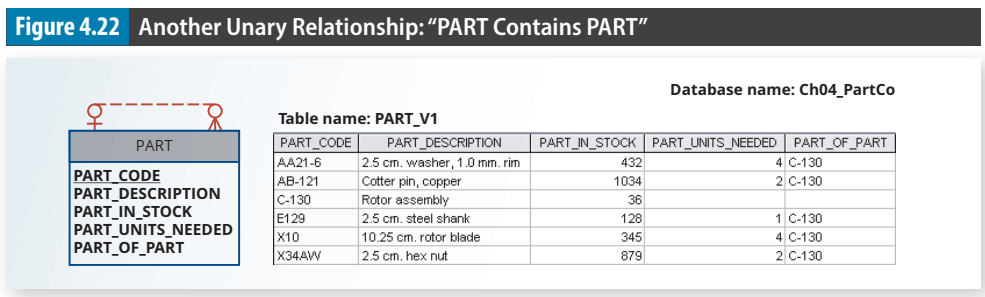 Figure 4.22 Another Unary Relationship: “PART Contains PART”
Database name: Ch04_PartCo
Table name: PART_V1
PART
PART_CODE
PART_DESCRIPTION
PART_IN_STOCK
PART_UNITS_NEEDED
PART_OF_PART
PART_CODE PART_DESCRIPTION PART_IN_STOCK PART_UNITS_NEEDED PART_OF_PART
AA21-6 2.5 cm. washer, 1.0 mm. rim 432 4 C-130
AB-121 Cotter pin, copper 1034 2 C-130
C-130 Rotor assembly 36
E129 2.5 cm. steel shank 128 1 C-130
X10 10.25 cm. rotor blade 345 4 C-130
X34AW 2.5 cm. hex nut 879 2 C-130